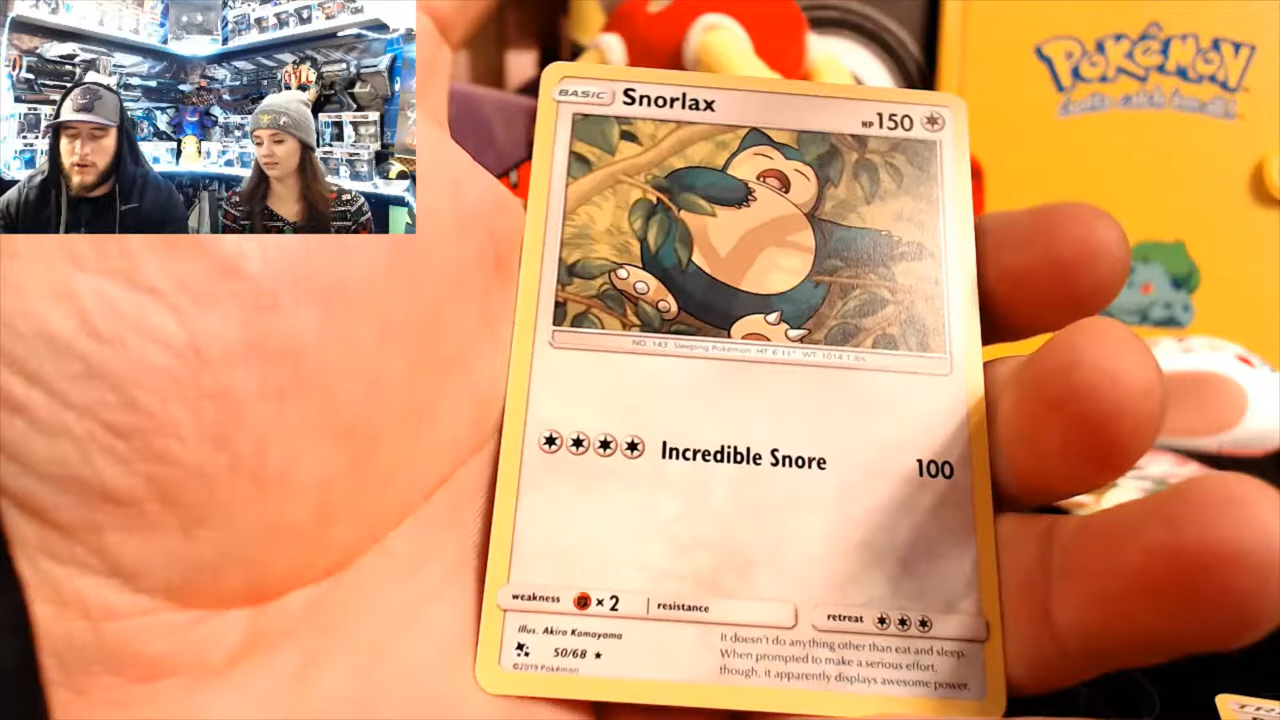 POKÉMON
BASIC Snorlax HP 150
NO. 143 Sleeping Pokémon HT: 6'11" WT: 1014.1 lbs.
Incredible Snore 100
weakness × 2 resistance retreat
Illus. Akira Komayama
50/68 ★
©2019 Pokémon
It doesn't do anything other than eat and sleep.
When prompted to make a serious effort,
though, it apparently displays awesome power.